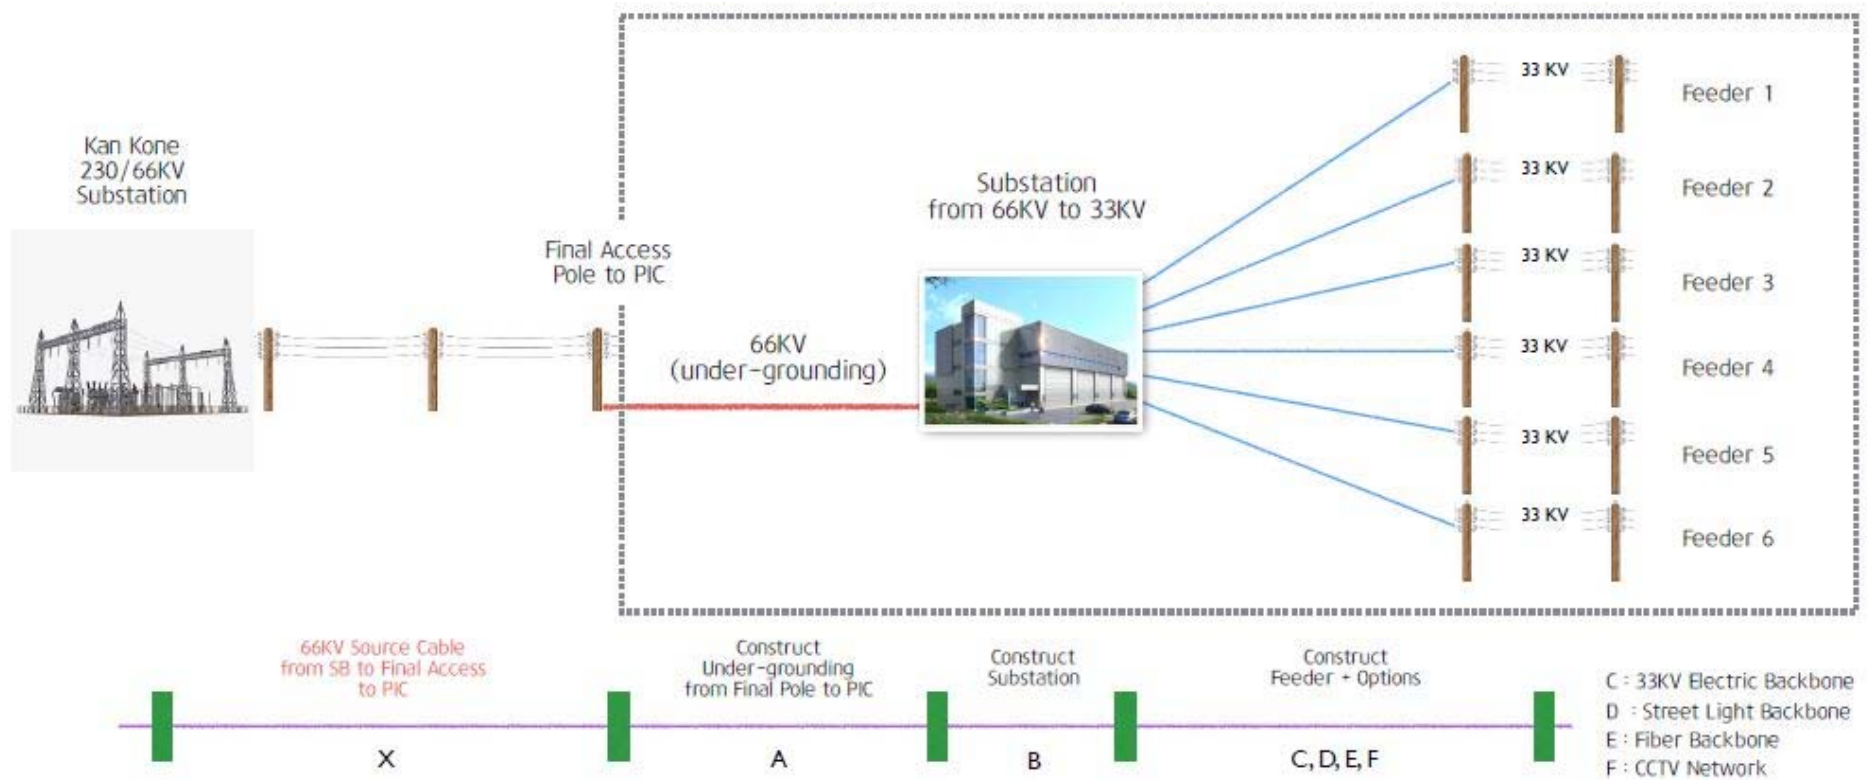 Kan Kone
230/66KV
Substation
Final Access
Pole to PIC
66KV
(under-grounding)
Substation
from 66KV to 33KV
33 KV
Feeder 1
33 KV
Feeder 2
33 KV
Feeder 3
33 KV
Feeder 4
33 KV
Feeder 5
33 KV
Feeder 6
66KV Source Cable
from SB to Final Access
to PIC
X
Construct
Under-grounding
from Final Pole to PIC
A
Construct
Substation
B
Construct
Feeder + Options
C, D, E, F
C : 33KV Electric Backbone
D : Street Light Backbone
E : Fiber Backbone
F : CCTV Network